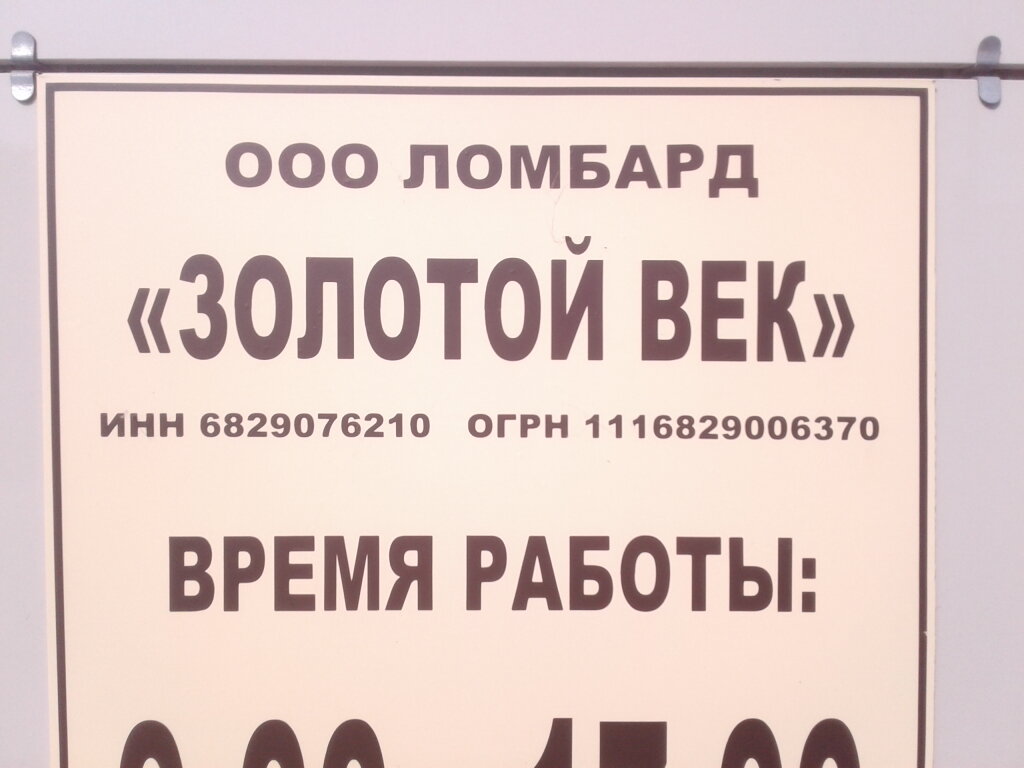 ООО ЛОМБАРД
«ЗОЛОТОЙ ВЕК»
ИНН 6829076210 ОГРН 1116829006370
ВРЕМЯ РАБОТЫ: